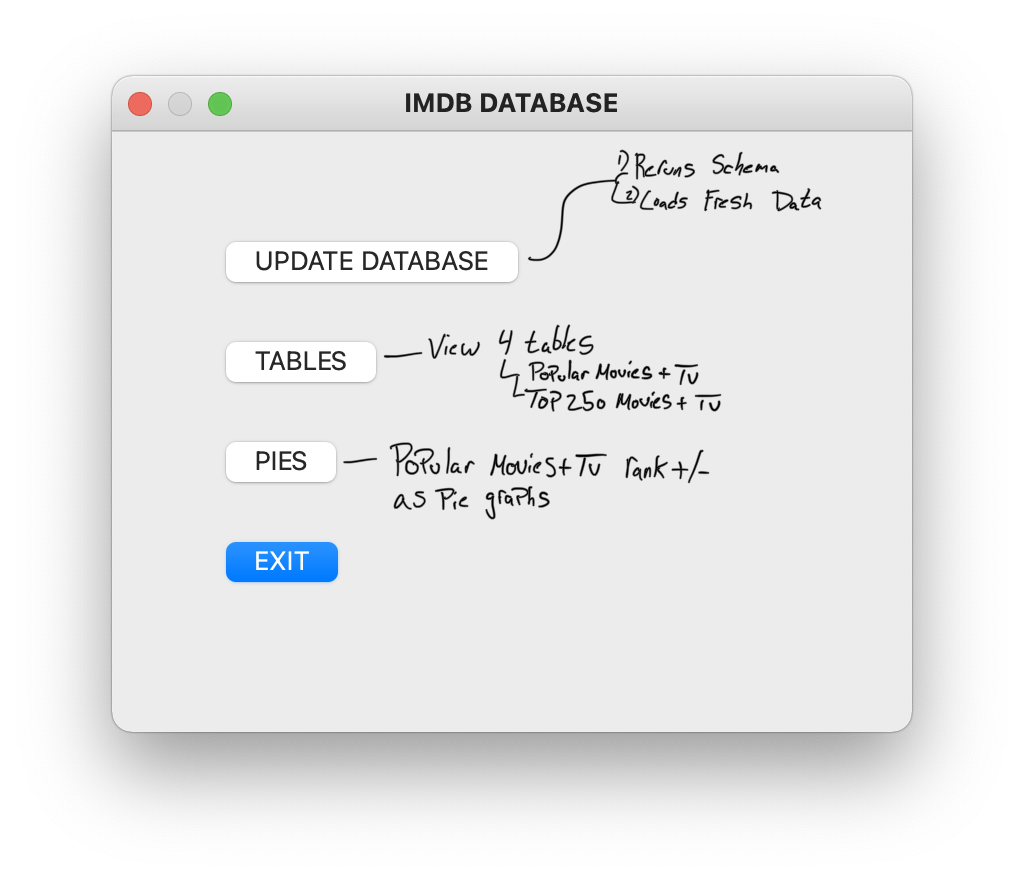 IMDB DATABASE
1) Reruns Schema
2) Loads Fresh Data
UPDATE DATABASE
TABLES
View 4 tables
Popular Movies + TV
TOP 250 Movies + TV
PIES
Popular Movies + TV rank +/-
as Pie graphs
EXIT